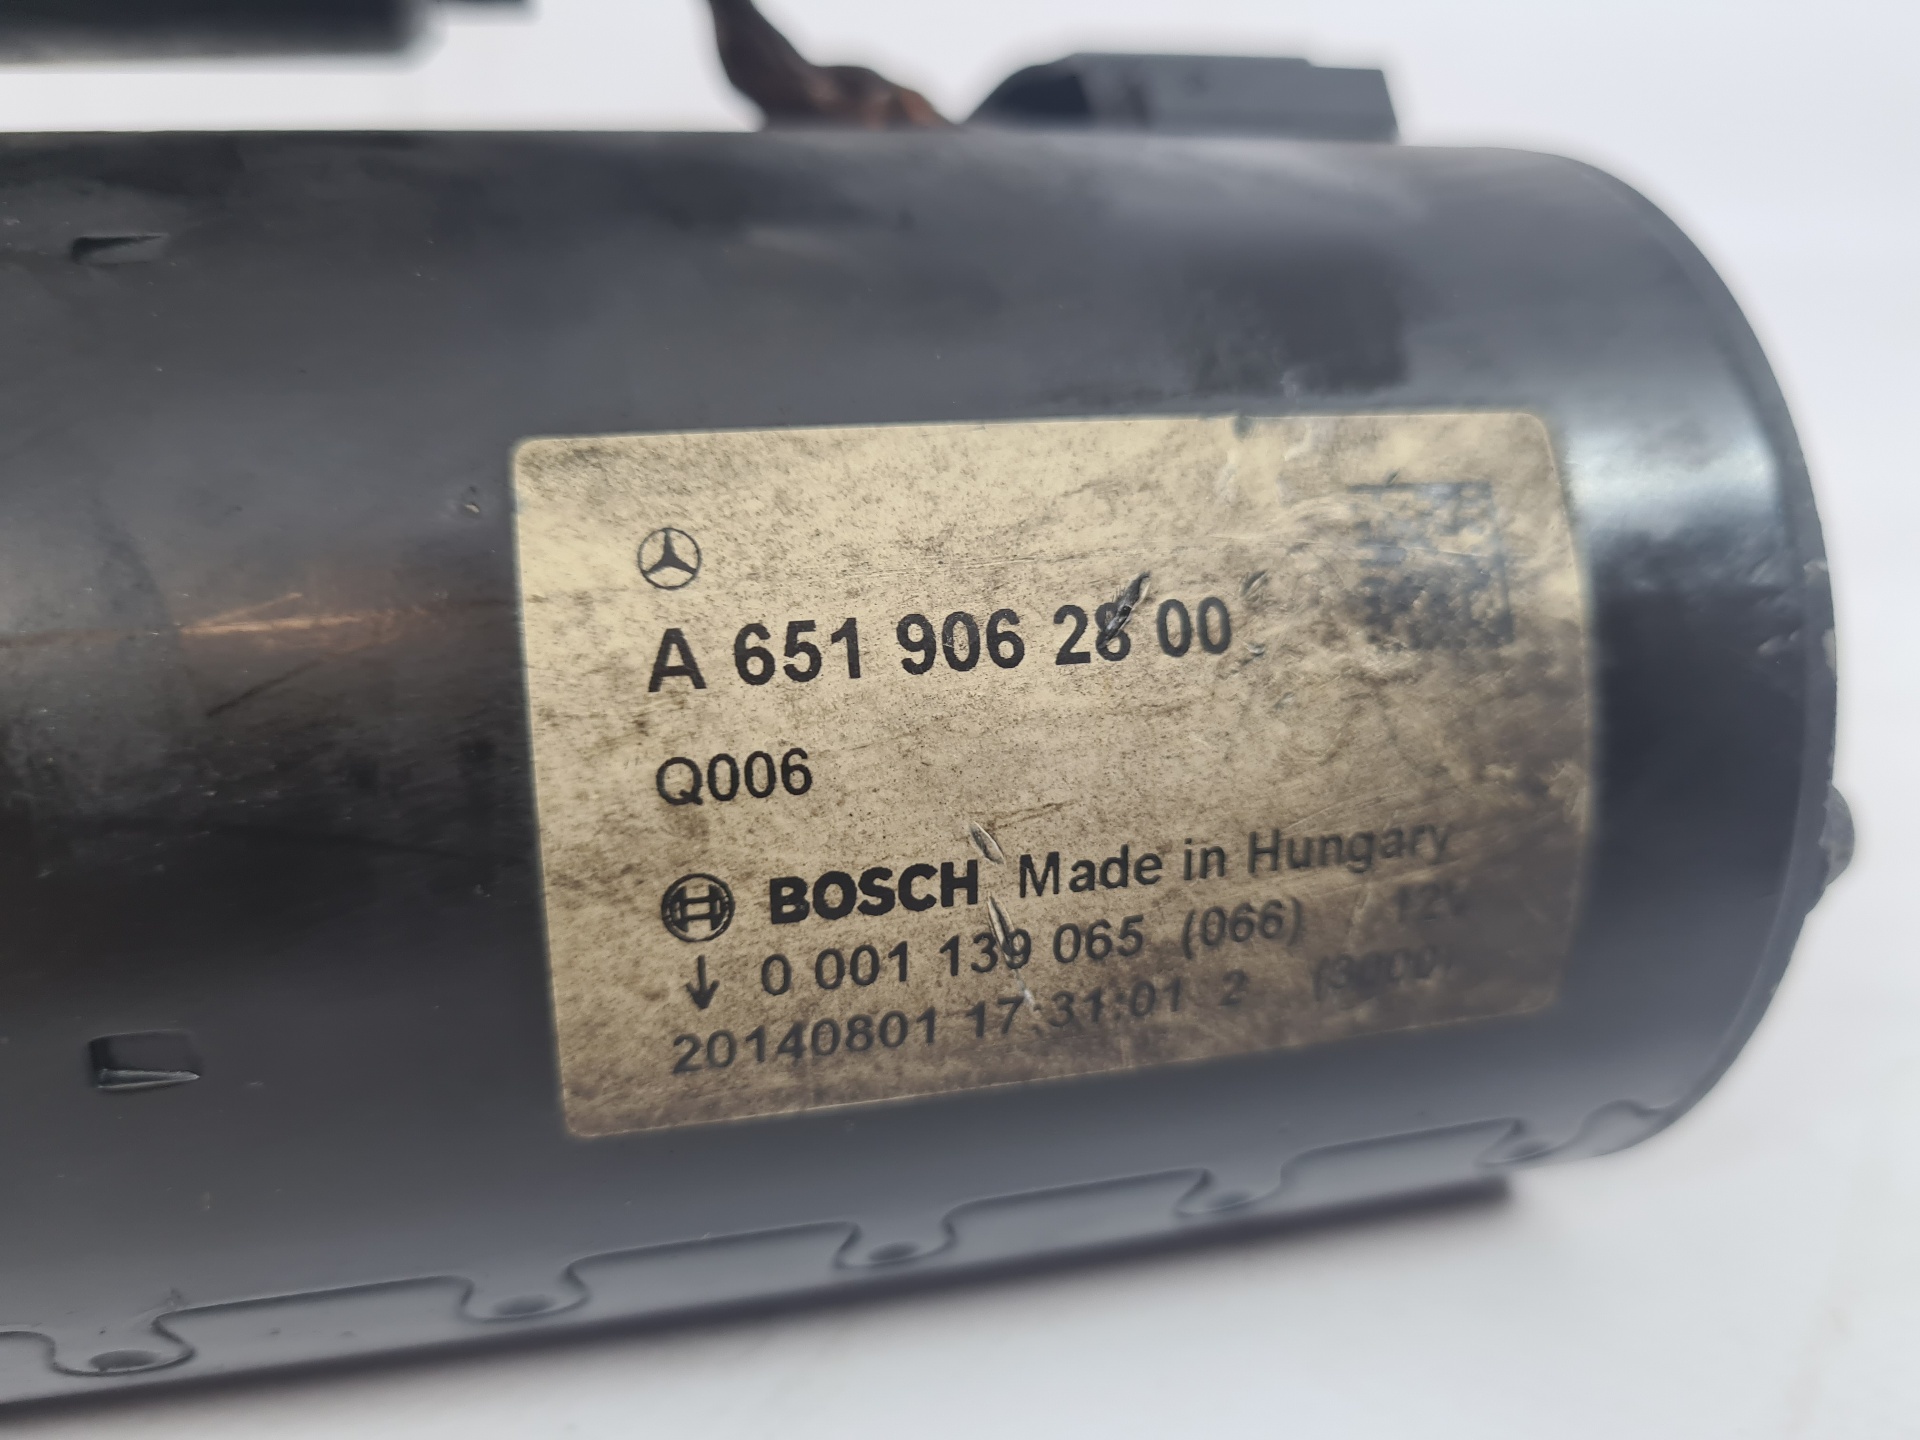 A 651 906 28 00
Q006
BOSCH Made in Hungary
↓ 0 001 139 065 (066) 12V
20140801 17:31:01 2 (3000)